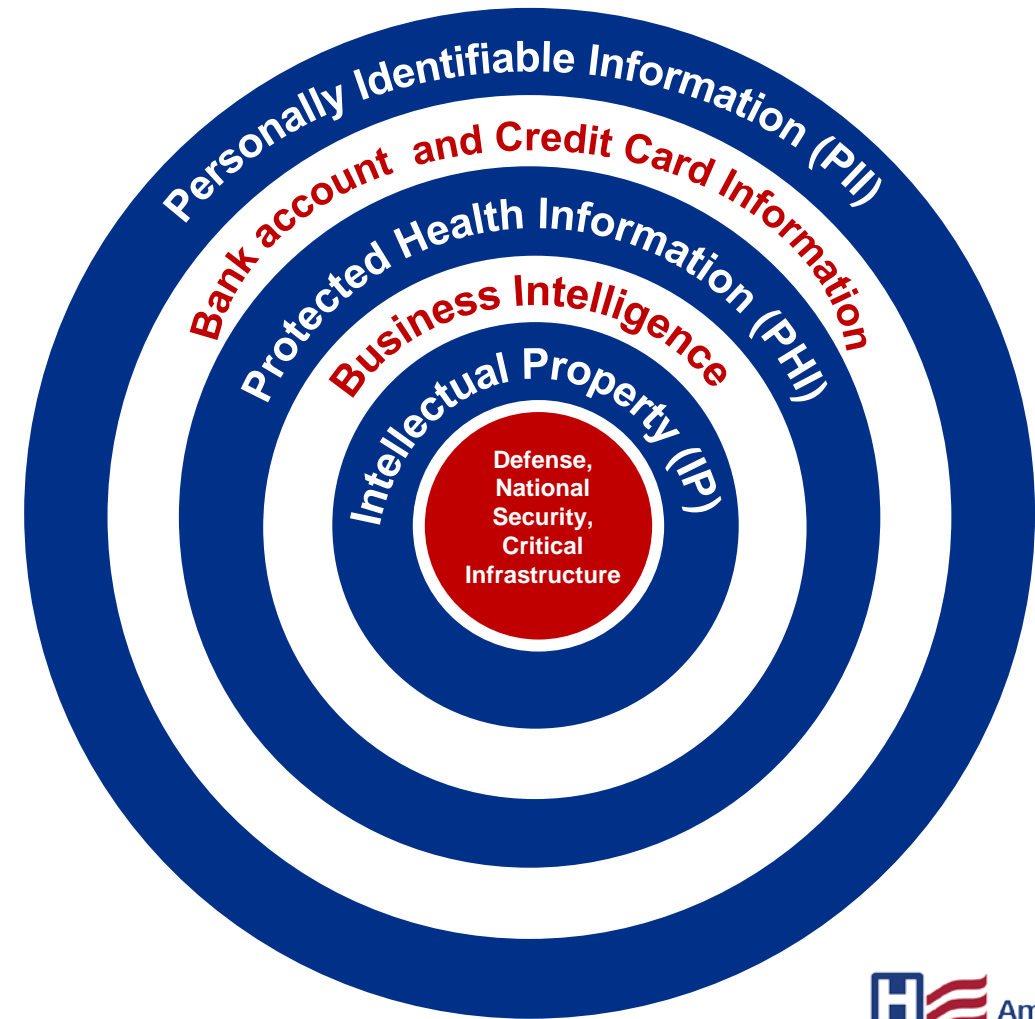 Personally Identifiable Information (PII)
Bank account and Credit Card Information
Protected Health Information (PHI)
Business Intelligence
Intellectual Property (IP)
Defense,
National
Security,
Critical
Infrastructure
H